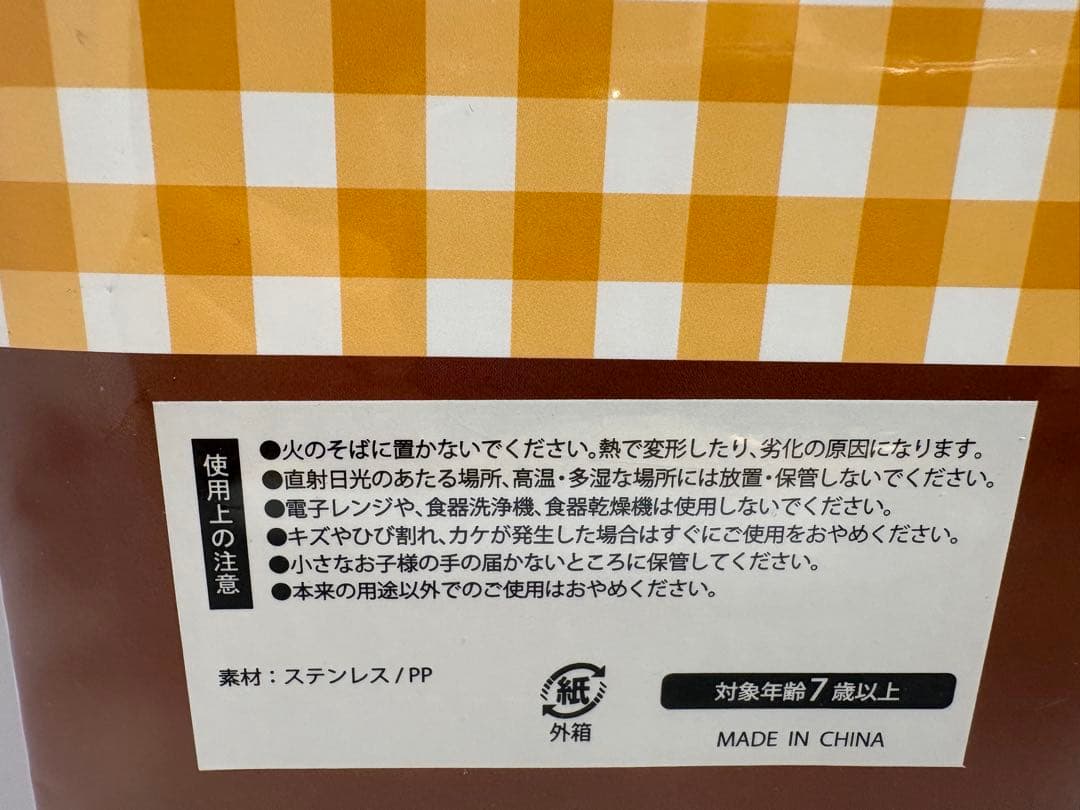 使用上の注意
●火のそばに置かないでください。熱で変形したり、劣化の原因になります。
●直射日光のあたる場所、高温・多湿な場所には放置・保管しないでください。
●電子レンジや、食器洗浄機、食器乾燥機は使用しないでください。
●キズやひび割れ、カケが発生した場合はすぐにご使用をおやめください。
●小さなお子様の手の届かないところに保管してください。
●本来の用途以外でのご使用はおやめください。
素材：ステンレス/PP
紙
外箱
対象年齢7歳以上
MADE IN CHINA